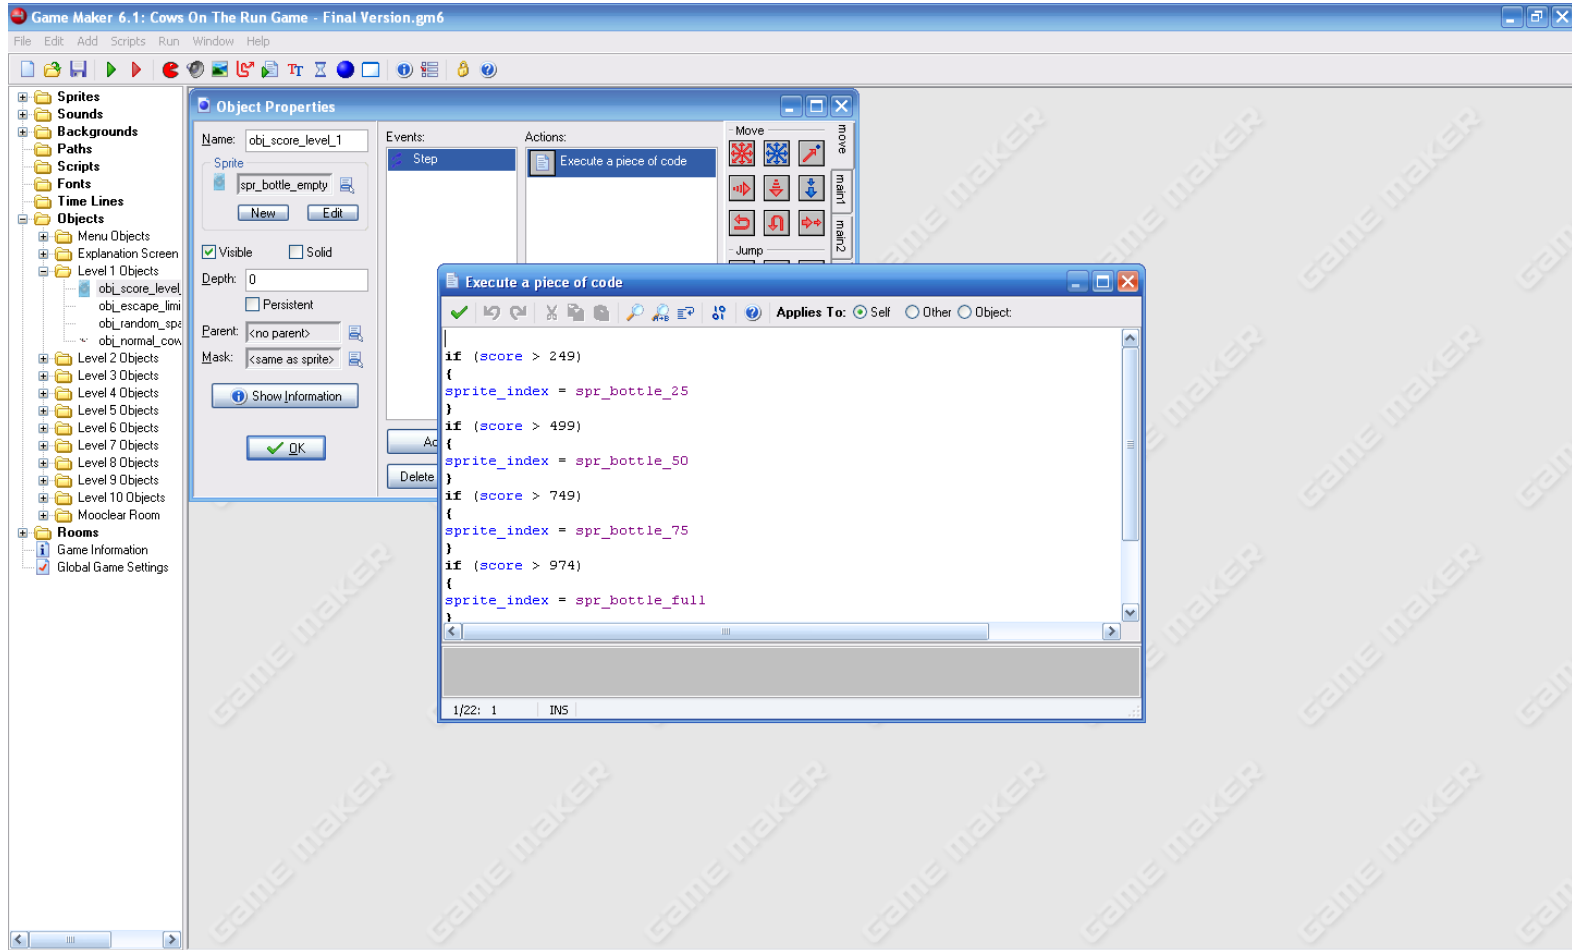 Game Maker 6.1: Cows On The Run Game - Final Version.gm6
File Edit Add Scripts Run Window Help
Sprites
Sounds
Backgrounds
Paths
Scripts
Fonts
Time Lines
Objects
Menu Objects
Explanation Screen
Level 1 Objects
obj_score_level_
obj_escape_limi
obj_random_spa
obj_normal_cow
Level 2 Objects
Level 3 Objects
Level 4 Objects
Level 5 Objects
Level 6 Objects
Level 7 Objects
Level 8 Objects
Level 9 Objects
Level 10 Objects
Mooclear Room
Rooms
Game Information
Global Game Settings
Object Properties
Name: obj_score_level_1
Sprite
spr_bottle_empty
New Edit
Visible Solid
Depth: 0
Persistent
Parent: <no parent>
Mask: <same as sprite>
Show Information
OK
Events:
Step
Ad
Delete
Actions:
Execute a piece of code
Move
Jump
move
main1
main2
Execute a piece of code
Applies To: Self Other Object:
if (score > 249)
{
sprite_index = spr_bottle_25
}
if (score > 499)
{
sprite_index = spr_bottle_50
}
if (score > 749)
{
sprite_index = spr_bottle_75
}
if (score > 974)
{
sprite_index = spr_bottle_full
}
1/22: 1 INS
GAME MAKER